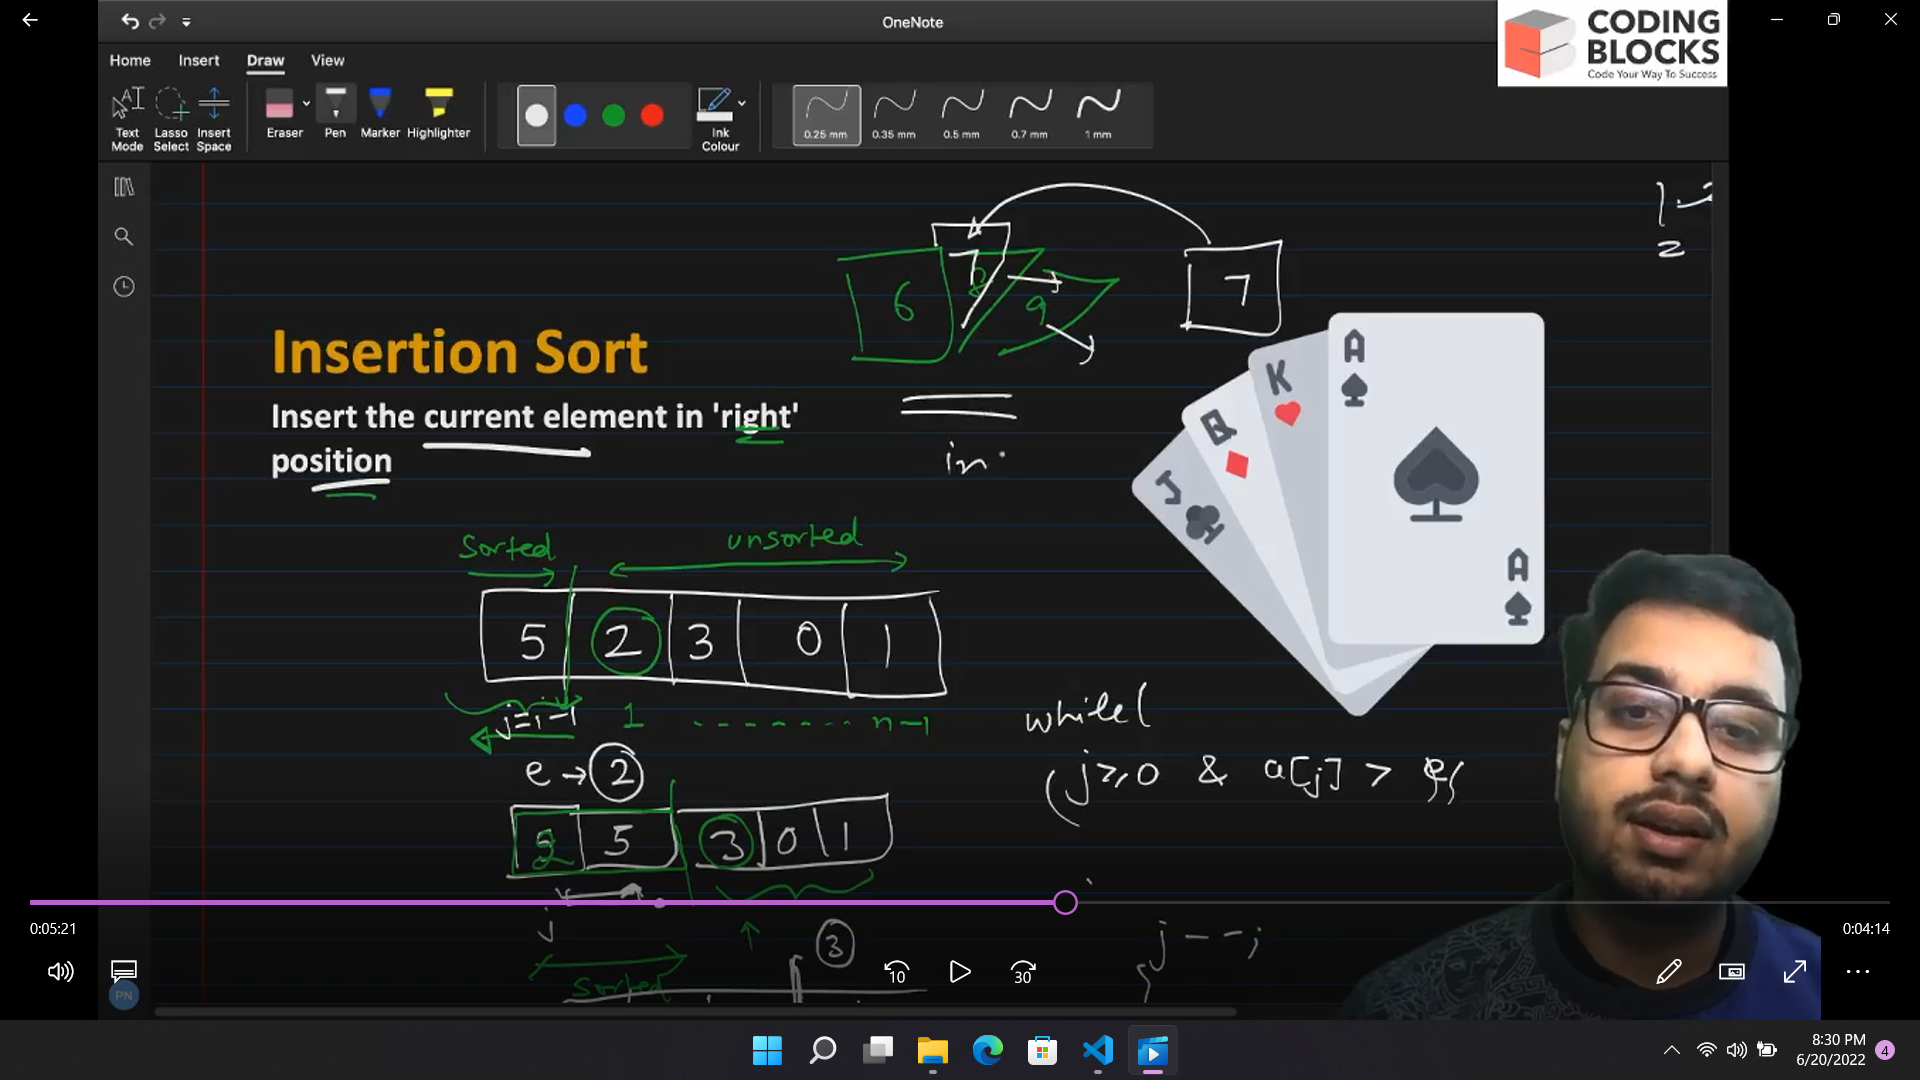 OneNote
CODING
BLOCKS
Code Your Way To Success
Home Insert Draw View
Text Mode
Lasso Select
Insert Space
Eraser
Pen
Marker
Highlighter
Ink Colour
0.25 mm
0.35 mm
0.5 mm
0.7 mm
1 mm
6 7 8 9
7
2
Insertion Sort
Insert the current element in 'right'
position
in
A
K
J
A
sorted unsorted
5 2 3 0 1
j=i-1 1 -------- n-1
e → 2
while(
(j≥0 & a[j] > e)
2 5 3 0 1
j
3
j--;
sorted
0:05:21
0:04:14
10
30
PN
8:30 PM
6/20/2022
4